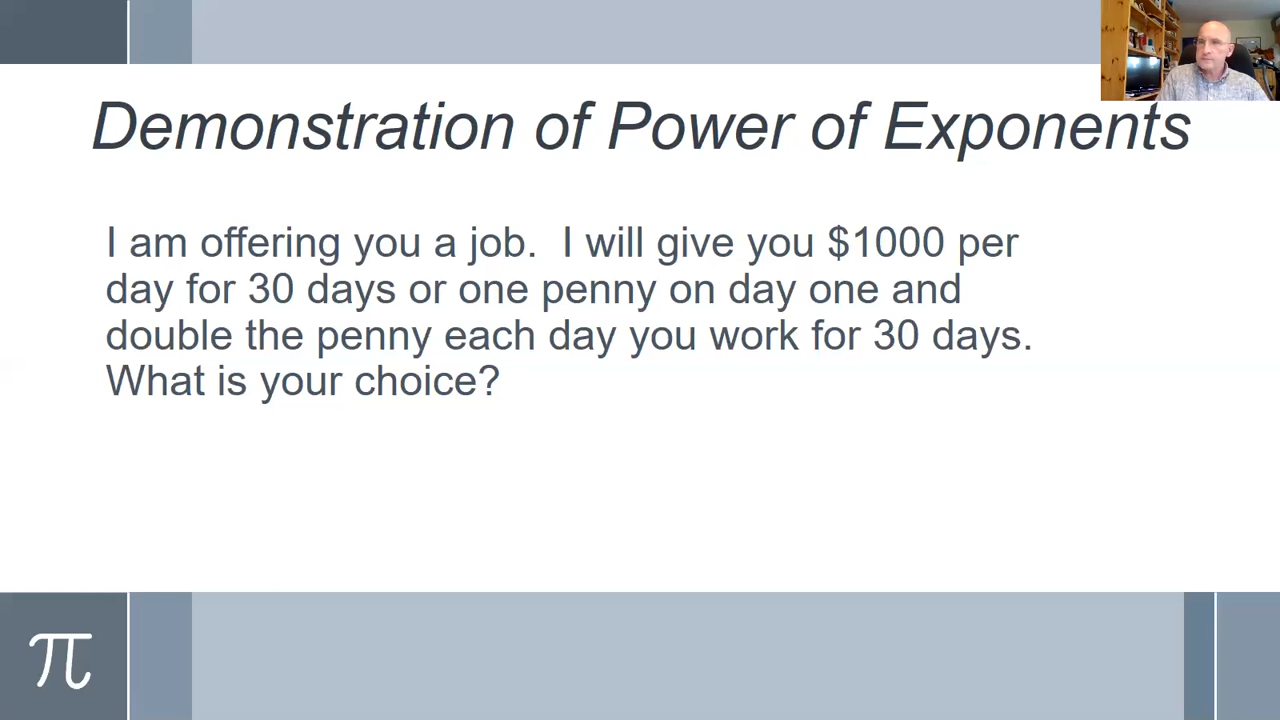 Demonstration of Power of Exponents
I am offering you a job.  I will give you $1000 per
day for 30 days or one penny on day one and
double the penny each day you work for 30 days.
What is your choice?
π